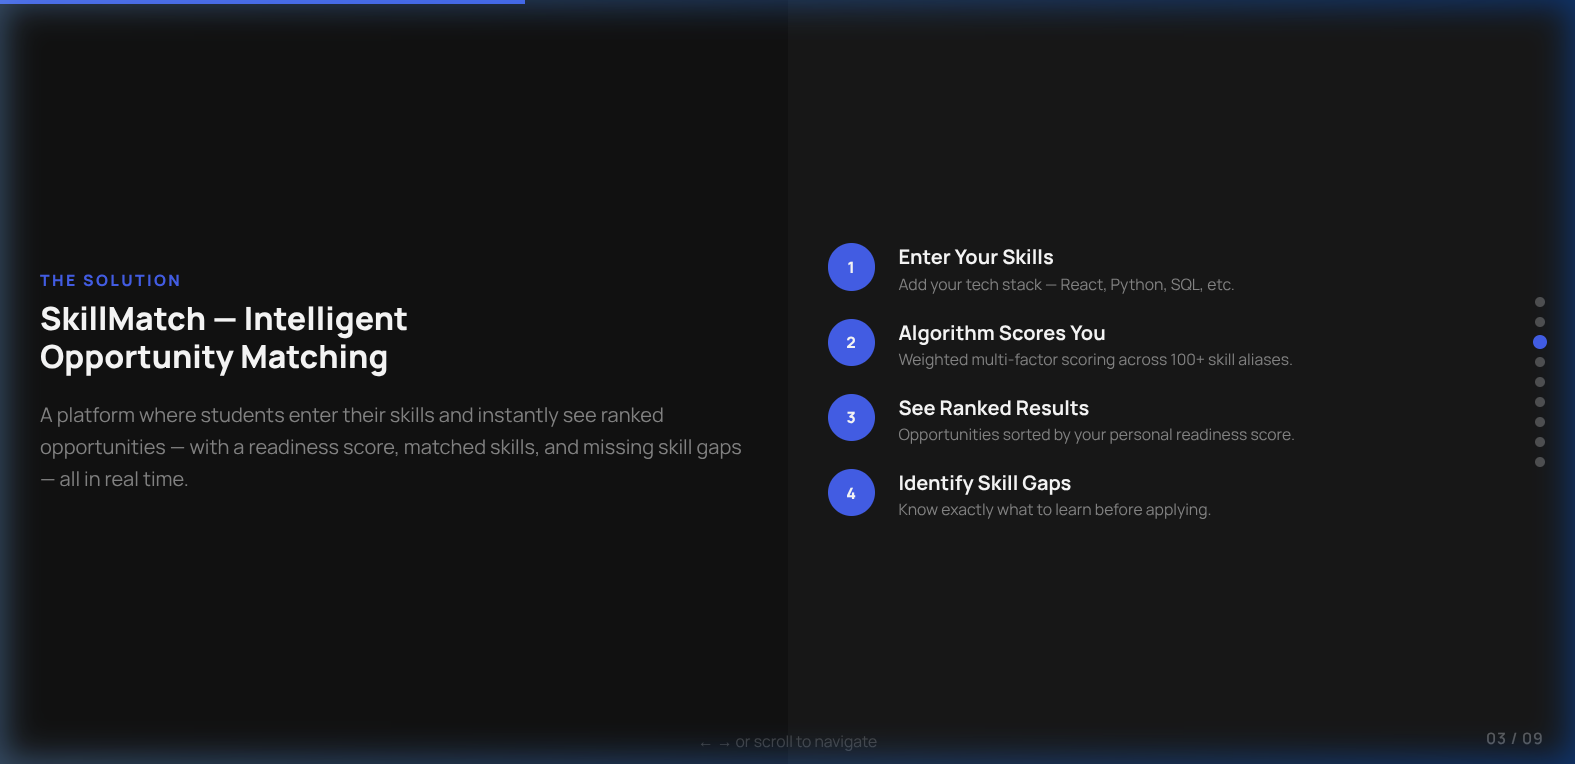 THE SOLUTION
SkillMatch — Intelligent
Opportunity Matching
A platform where students enter their skills and instantly see ranked
opportunities — with a readiness score, matched skills, and missing skill gaps
— all in real time.
1
Enter Your Skills
Add your tech stack — React, Python, SQL, etc.
2
Algorithm Scores You
Weighted multi-factor scoring across 100+ skill aliases.
3
See Ranked Results
Opportunities sorted by your personal readiness score.
4
Identify Skill Gaps
Know exactly what to learn before applying.
← → or scroll to navigate
03 / 09